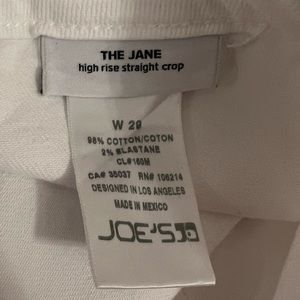 THE JANE
high rise straight crop
W 29
98% COTTON/COTON
2% ELASTANE
CL#160M
CA# 35037 RN# 106214
DESIGNED IN LOS ANGELES
MADE IN MEXICO
JOE'S